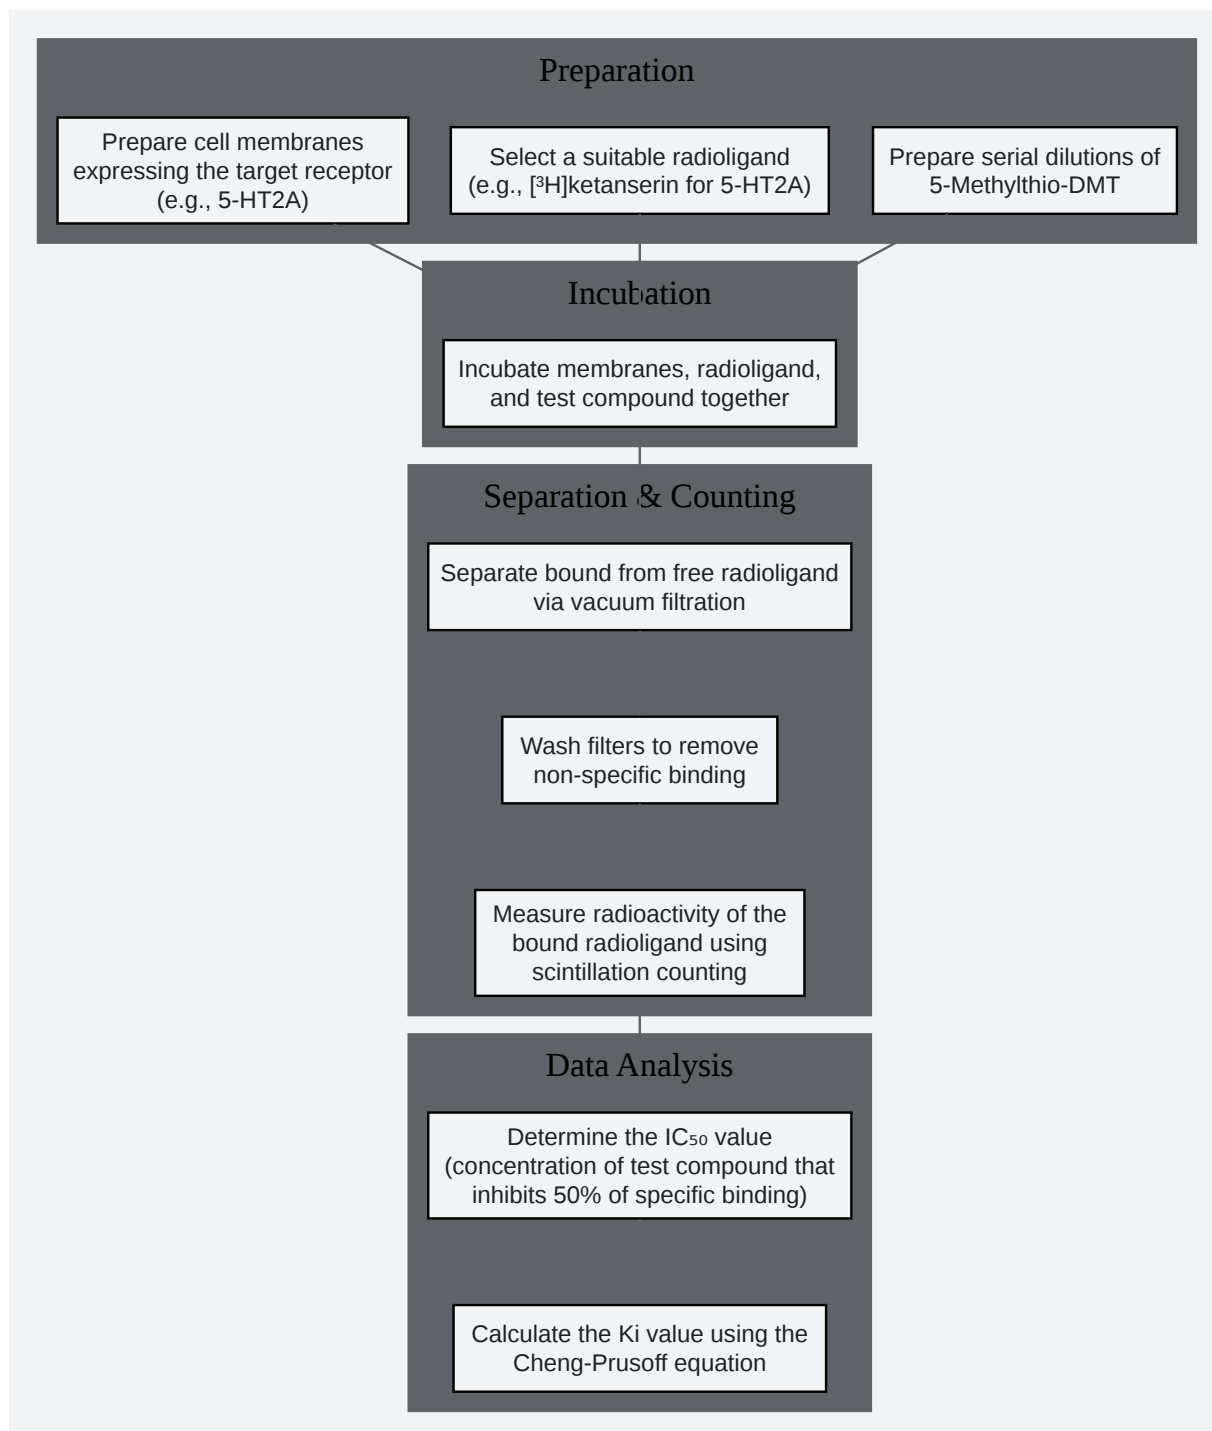 Preparation
Prepare cell membranes
expressing the target receptor
(e.g., 5-HT2A)
Select a suitable radioligand
(e.g., [³H]ketanserin for 5-HT2A)
Prepare serial dilutions of
5-Methylthio-DMT
Incubation
Incubate membranes, radioligand,
and test compound together
Separation & Counting
Separate bound from free radioligand
via vacuum filtration
Wash filters to remove
non-specific binding
Measure radioactivity of the
bound radioligand using
scintillation counting
Data Analysis
Determine the IC₅₀ value
(concentration of test compound that
inhibits 50% of specific binding)
Calculate the Ki value using the
Cheng-Prusoff equation